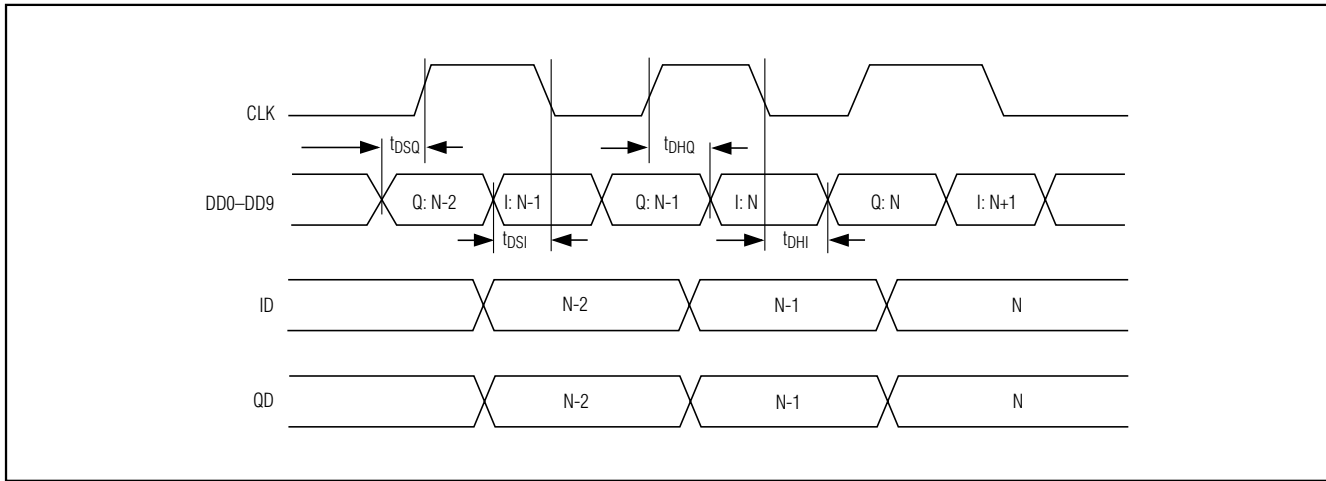 CLK
tDSQ
tDHQ
DD0–DD9
Q: N-2
I: N-1
Q: N-1
I: N
Q: N
I: N+1
tDSI
tDHI
ID
N-2
N-1
N
QD
N-2
N-1
N